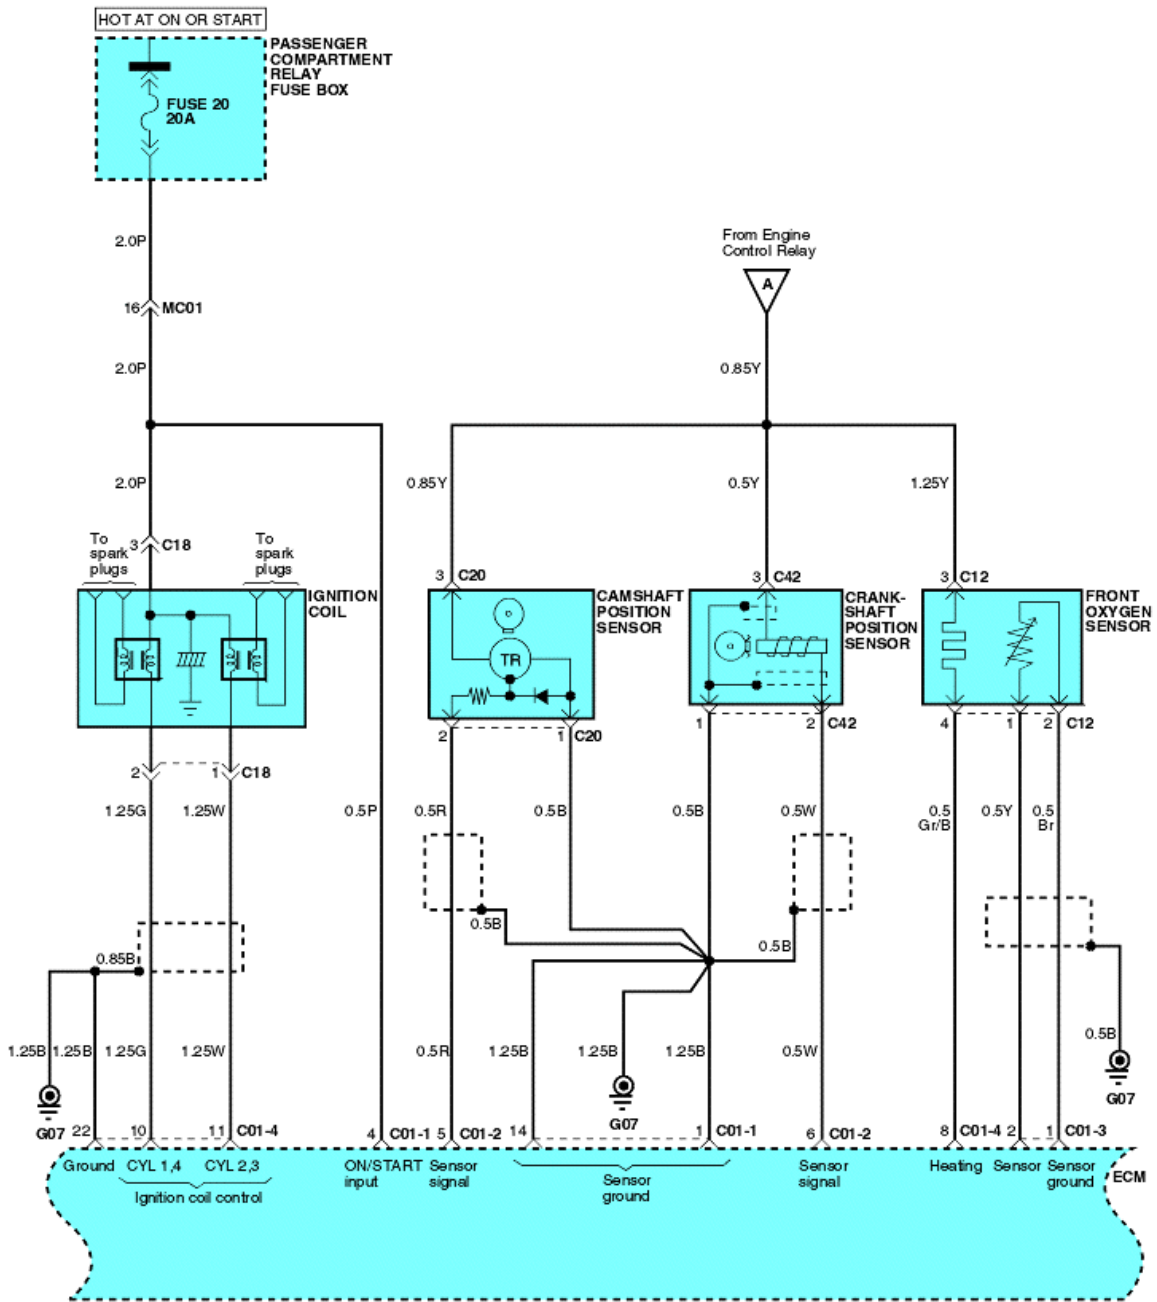 HOT AT ON OR START
PASSENGER
COMPARTMENT
RELAY
FUSE BOX
FUSE 20
20A
2.0P
16 MC01
2.0P
From Engine
Control Relay
A
0.85Y
2.0P
0.85Y
0.5Y
1.25Y
To
spark
plugs
3 C18
To
spark
plugs
3 C20
3 C42
3 C12
IGNITION
COIL
CAMSHAFT
POSITION
SENSOR
TR
CRANK-
SHAFT
POSITION
SENSOR
FRONT
OXYGEN
SENSOR
2 1 C20
1 2 C42
4 1 2 C12
2 1 C18
1.25G 1.25W 0.5P 0.5R 0.5B 0.5B 0.5W 0.5
Gr/B
0.5Y 0.5
Br
0.5B
0.5B
0.85B
0.5B
1.25B 1.25B 1.25G 1.25W 0.5R 1.25B 1.25B 1.25B 0.5W
G07
G07
G07
22 10 11 C01-4 4 C01-1 5 C01-2 14 1 C01-1 6 C01-2 8 C01-4 2 1 C01-3
Ground CYL 1,4 CYL 2,3
Ignition coil control
ON/START
input
Sensor
signal
Sensor
ground
Sensor
signal
Heating Sensor Sensor
ground
ECM